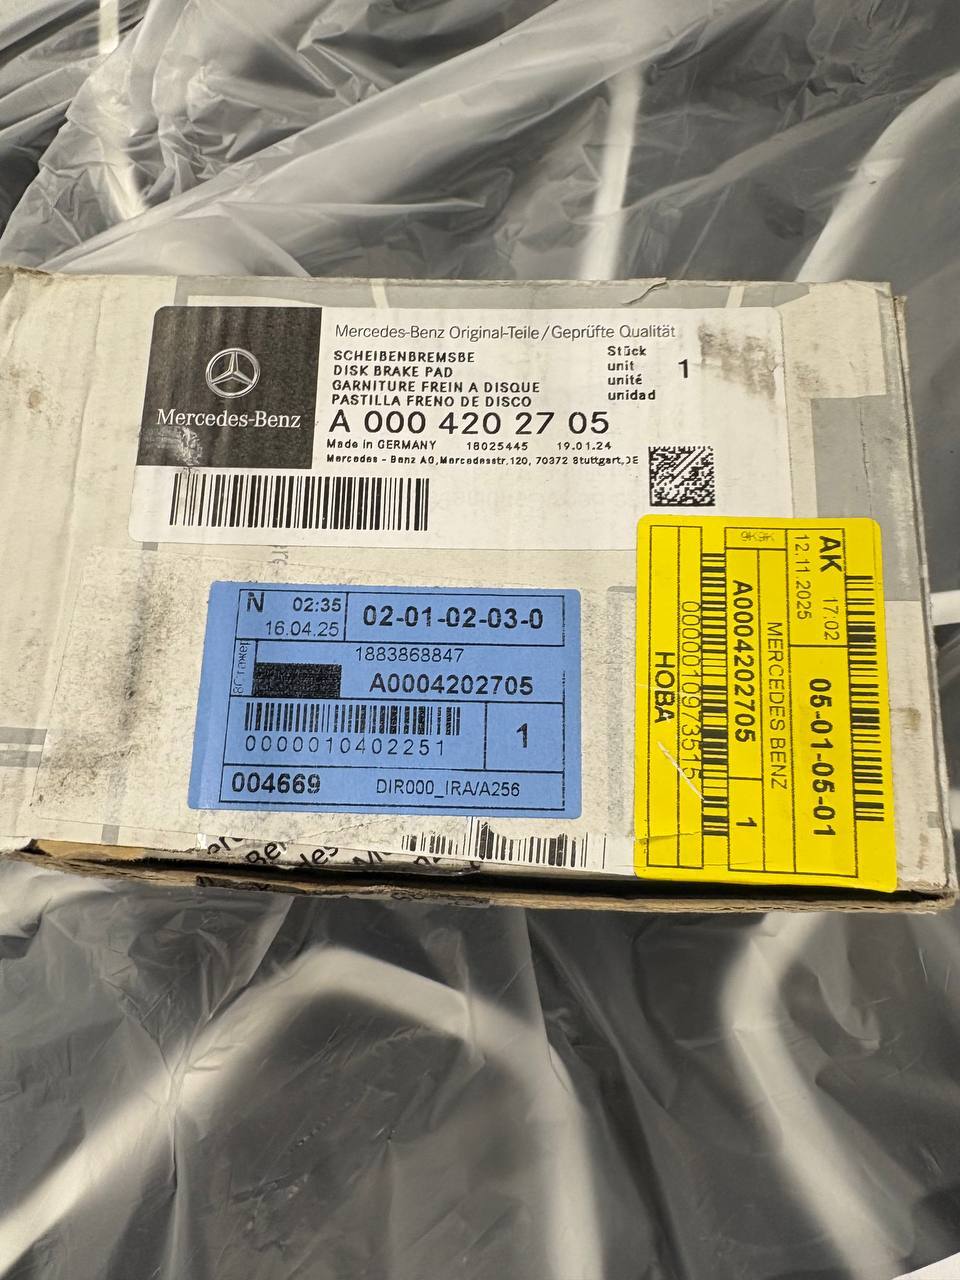 Mercedes-Benz
Mercedes-Benz Original-Teile/Geprüfte Qualität
SCHEIBENBREMSBE
DISK BRAKE PAD
GARNITURE FREIN A DISQUE
PASTILLA FRENO DE DISCO
Stück
unit
unité
unidad
1
A 000 420 27 05
Made in GERMANY 18025445 19.01.24
Mercedes - Benz AG,Mercedesstr.120, 70372 Stuttgart,DE
N 02:35
16.04.25
02-01-02-03-0
1883868847
A0004202705
0000010402251
1
004669 DIR000_IRA/A256
AK 17:02
12.11.2025
05-01-05-01
MERCEDES BENZ
A0004202705 1
0000010973515
НОВА